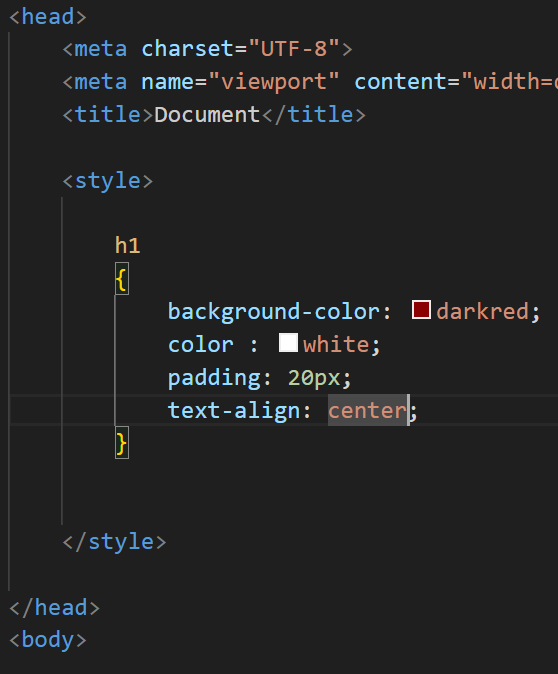 <head>
<meta charset="UTF-8">
<meta name="viewport" content="width=
<title>Document</title>
<style>
h1
{
background-color: darkred;
color : white;
padding: 20px;
text-align: center;
}
</style>
</head>
<body>